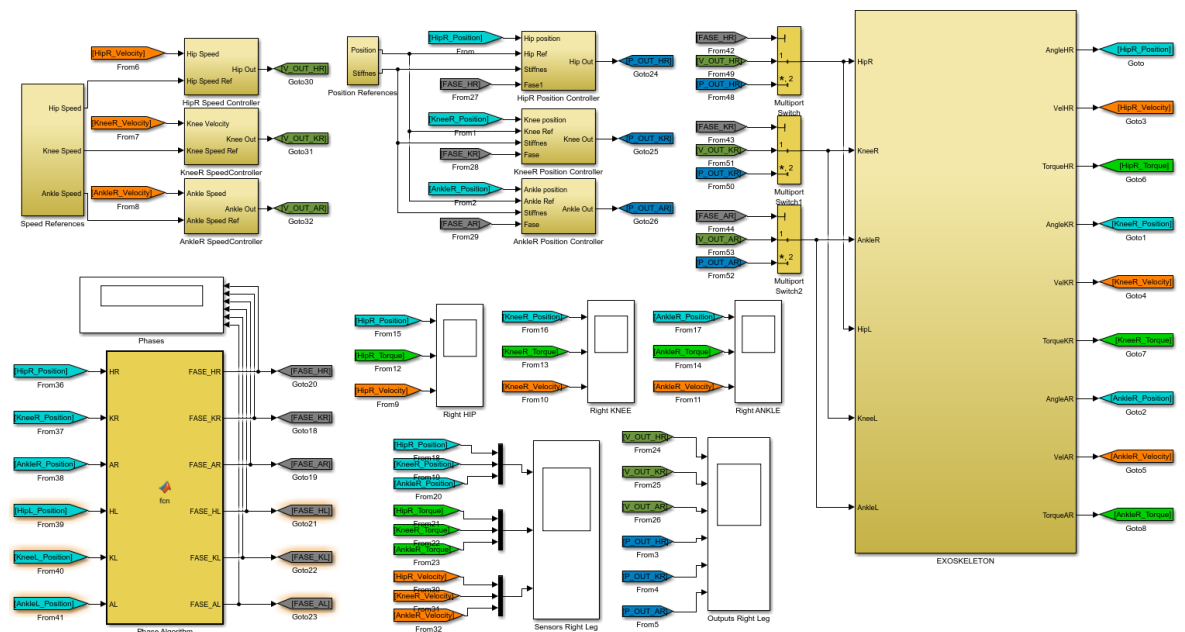 [HipR_Velocity]
From6
Hip Speed
Hip Speed Ref
Hip Out
HipR Speed Controller
[V_OUT_HR]
Goto30
Hip Speed
Knee Speed
Ankle Speed
Speed References
[KneeR_Velocity]
From7
Knee Velocity
Knee Speed Ref
Knee Out
KneeR SpeedController
[V_OUT_KR]
Goto31
[AnkleR_Velocity]
From8
Ankle Speed
Ankle Speed Ref
Ankle Out
AnkleR SpeedController
[V_OUT_AR]
Goto32
Position
Stiffnes
Position References
[HipR_Position]
From
[FASE_HR]
From27
Hip position
Hip Ref
Stiffnes
Fase1
Hip Out
HipR Position Controller
[P_OUT_HR]
Goto24
[KneeR_Position]
From1
[FASE_KR]
From28
Knee position
Knee Ref
Stiffnes
Fase
Knee Out
KneeR Position Controller
[P_OUT_KR]
Goto25
[AnkleR_Position]
From2
[FASE_AR]
From29
Ankle position
Ankle Ref
Stiffnes
Fase
Ankle Out
AnkleR Position Controller
[P_OUT_AR]
Goto26
[FASE_HR]
From42
[V_OUT_HR]
From49
[P_OUT_HR]
From48
1
*, 2
Multiport
Switch
[FASE_KR]
From43
[V_OUT_KR]
From51
[P_OUT_KR]
From50
1
*, 2
Multiport
Switch1
[FASE_AR]
From44
[V_OUT_AR]
From53
[P_OUT_AR]
From52
1
*, 2
Multiport
Switch2
HipR
KneeR
AnkleR
HipL
KneeL
AnkleL
AngleHR
VelHR
TorqueHR
AngleKR
VelKR
TorqueKR
AngleAR
VelAR
TorqueAR
EXOSKELETON
[HipR_Position]
Goto
[HipR_Velocity]
Goto3
[HipR_Torque]
Goto6
[KneeR_Position]
Goto1
[KneeR_Velocity]
Goto4
[KneeR_Torque]
Goto7
[AnkleR_Position]
Goto2
[AnkleR_Velocity]
Goto5
[AnkleR_Torque]
Goto8
Phases
[HipR_Position]
From36
[KneeR_Position]
From37
[AnkleR_Position]
From38
[HipL_Position]
From39
[KneeL_Position]
From40
[AnkleL_Position]
From41
HR
KR
AR
HL
KL
AL
fcn
FASE_HR
FASE_KR
FASE_AR
FASE_HL
FASE_KL
FASE_AL
Phase Algorithm
[FASE_HR]
Goto20
[FASE_KR]
Goto18
[FASE_AR]
Goto19
[FASE_HL]
Goto21
[FASE_KL]
Goto22
[FASE_AL]
Goto23
[HipR_Position]
From15
[HipR_Torque]
From12
[HipR_Velocity]
From9
Right HIP
[KneeR_Position]
From16
[KneeR_Torque]
From13
[KneeR_Velocity]
From10
Right KNEE
[AnkleR_Position]
From17
[AnkleR_Torque]
From14
[AnkleR_Velocity]
From11
Right ANKLE
[HipR_Position]
From18
[KneeR_Position]
From19
[AnkleR_Position]
From20
[HipR_Torque]
From21
[KneeR_Torque]
From22
[AnkleR_Torque]
From23
[HipR_Velocity]
From30
[KneeR_Velocity]
From31
[AnkleR_Velocity]
From32
Sensors Right Leg
[V_OUT_HR]
From24
[V_OUT_KR]
From25
[V_OUT_AR]
From26
[P_OUT_HR]
From3
[P_OUT_KR]
From4
[P_OUT_AR]
From5
Outputs Right Leg